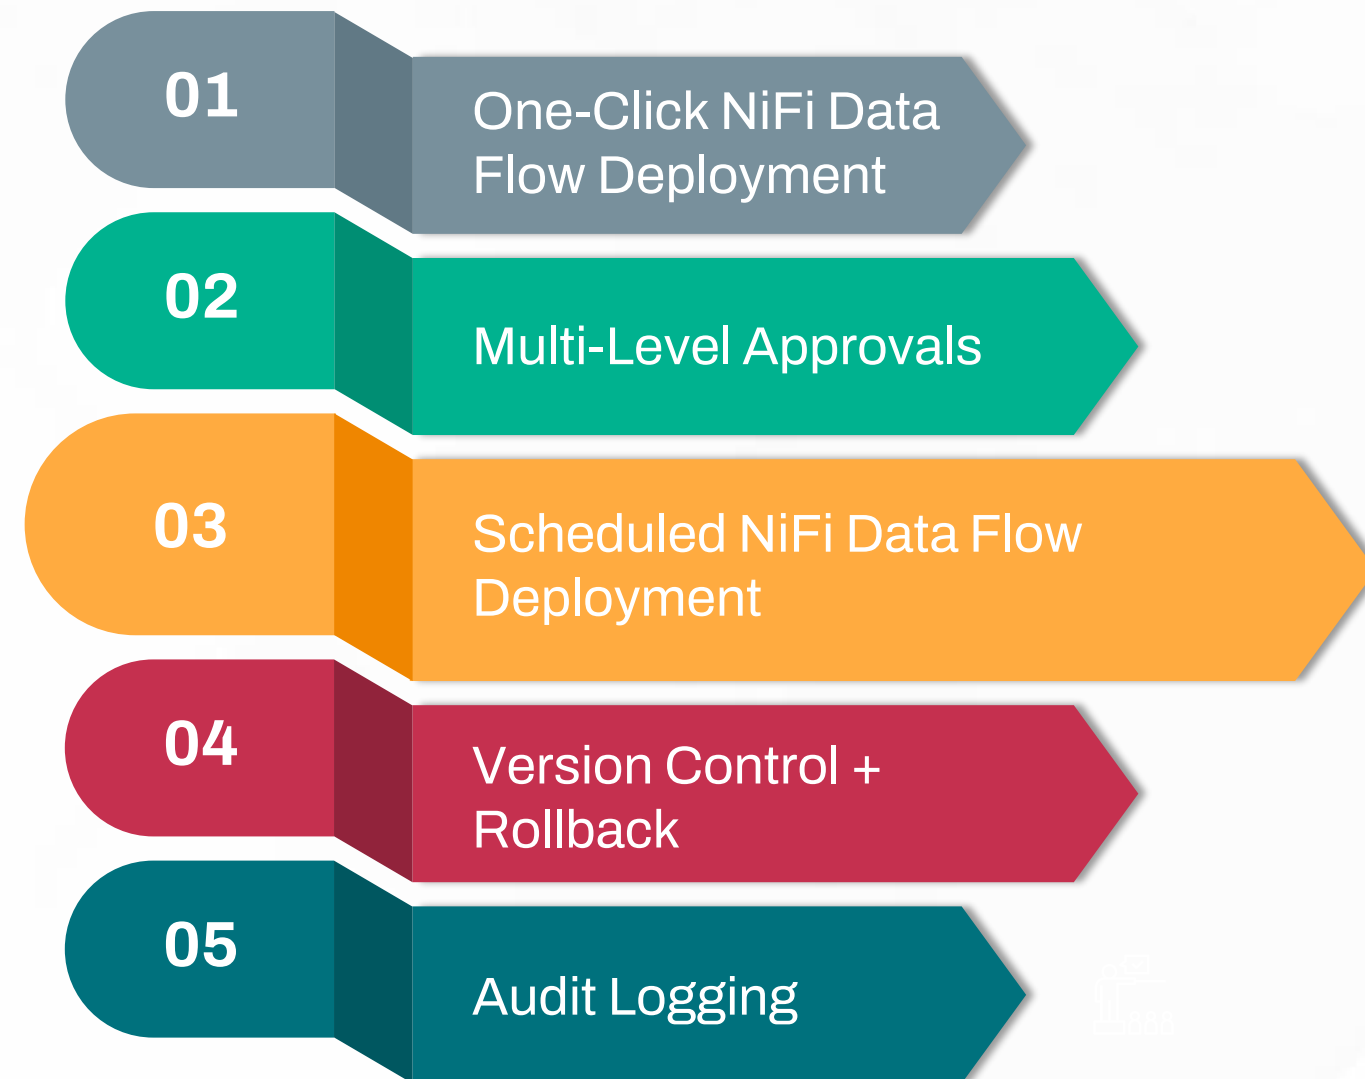 01
One-Click NiFi Data
Flow Deployment
02
Multi-Level Approvals
03
Scheduled NiFi Data Flow
Deployment
04
Version Control +
Rollback
05
Audit Logging